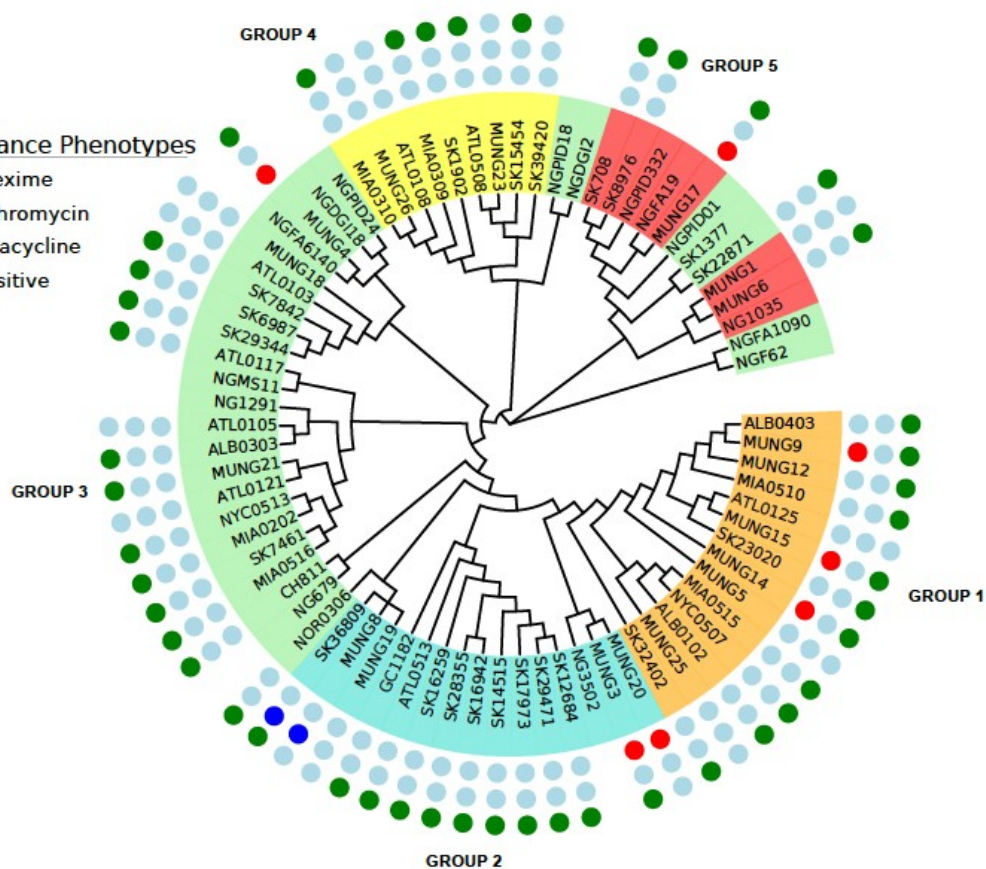 GROUP 4
GROUP 5
ance Phenotypes
exime
hromycin
acycline
sitive
GROUP 3
GROUP 1
GROUP 2
MIA0310
MUNG26
ATL0108
MIA0309
SK1902
ATL0508
MUNG23
SK15454
SK39420
NGPID18
NGDGI2
SK708
SK8976
NGPID332
NGFA19
MUNG17
NGPID01
SK1377
SK22871
MUNG1
MUNG6
NG1035
NGFA1090
NGF62
ALB0403
MUNG9
MUNG12
MIA0510
ATL0125
MUNG15
SK23020
MUNG14
MUNG5
MIA0515
NYC0507
ALB0102
MUNG25
SK32402
MUNG20
MUNG3
NG3502
SK12684
SK29471
SK17673
SK14515
SK16942
SK28355
SK16259
ATL0513
GC1182
MUNG19
MUNG8
SK36809
NOR0306
NG679
CH811
MIA0516
SK7461
MIA0202
NYC0513
ATL0121
MUNG21
ALB0303
ATL0105
NG1291
NGMS11
ATL0117
SK29344
SK6987
SK7842
ATL0103
MUNG18
NGFA6140
MUNG4
NGDGI18
NGPID24